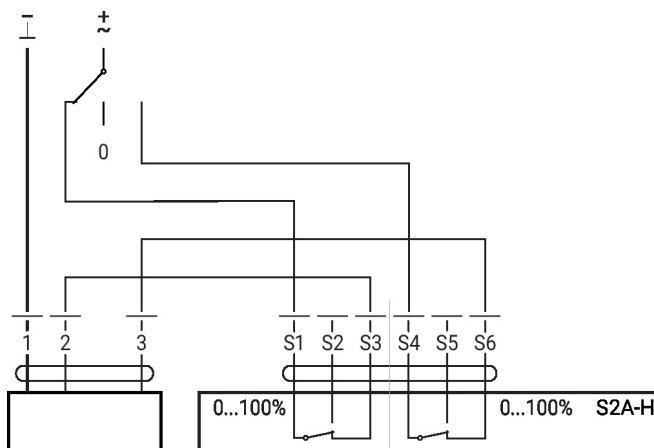 − +
⊥ ~
0
1 2 3 S1 S2 S3 S4 S5 S6
0...100% 0...100% S2A-H